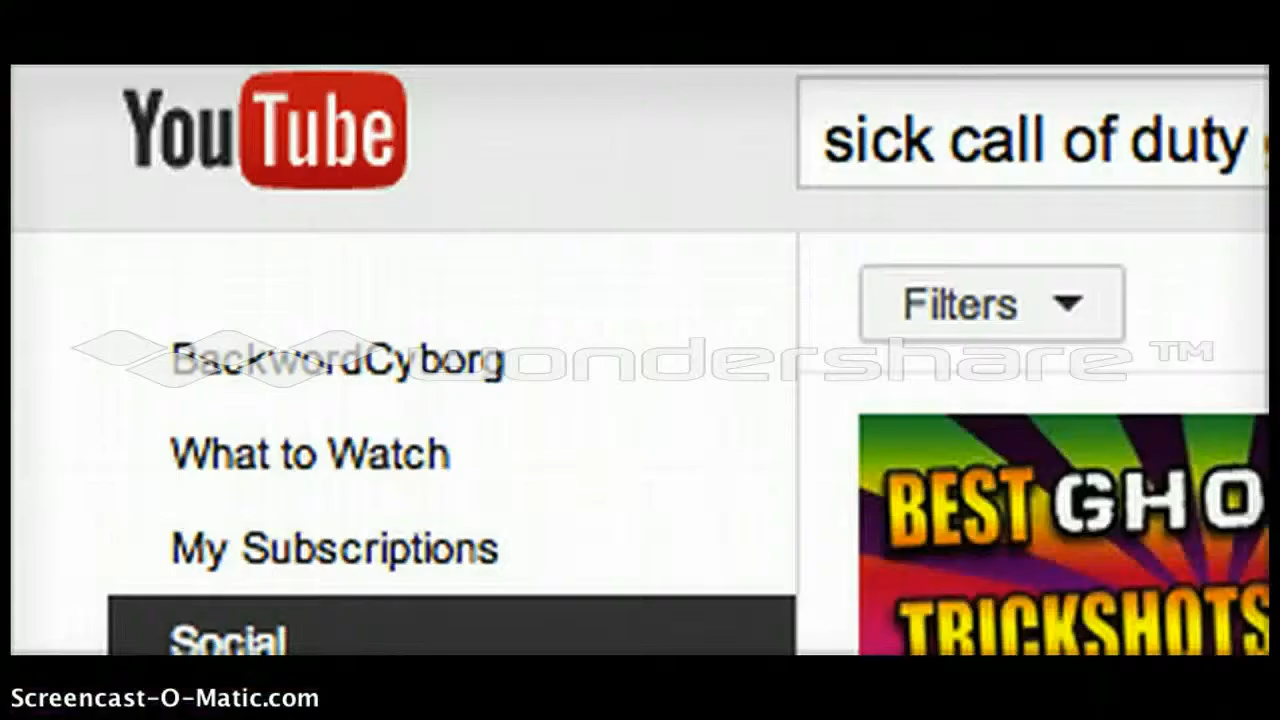 YouTube
sick call of duty
Filters
BackwordCyborg
wondershare™
What to Watch
My Subscriptions
BEST GHO
TRICKSHOTS
Social
Screencast-O-Matic.com